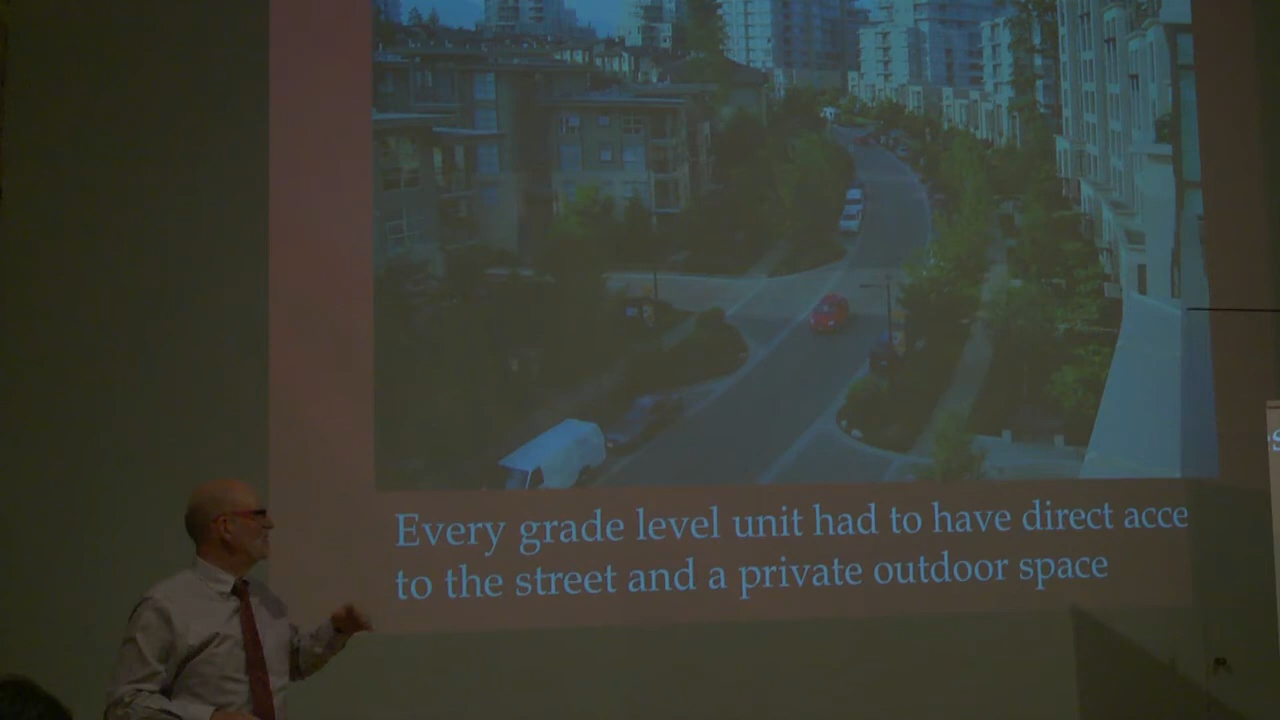 Every grade level unit had to have direct acce
to the street and a private outdoor space
S